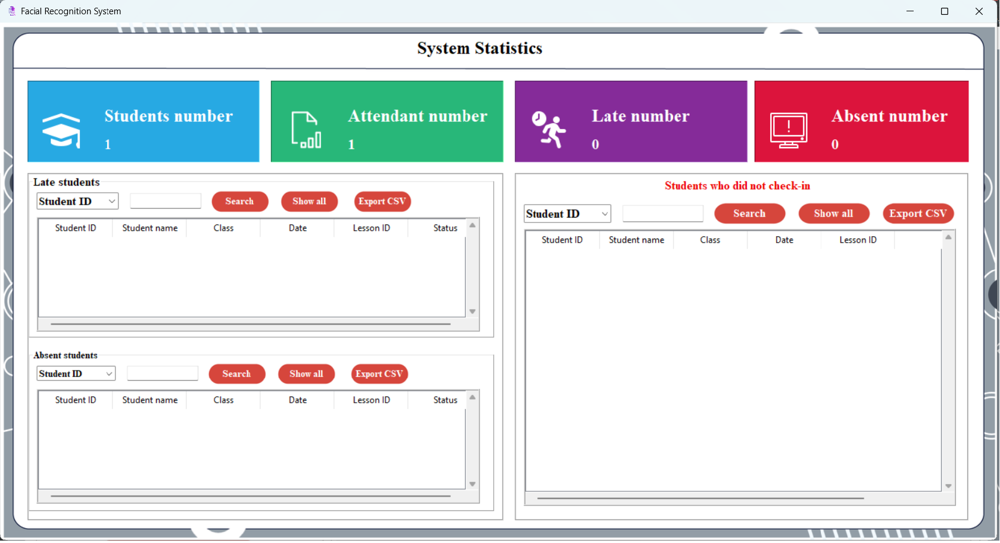 Facial Recognition System
System Statistics
Students number
1
Attendant number
1
Late number
0
Absent number
0
Late students
Student ID Search Show all Export CSV
Student ID Student name Class Date Lesson ID Status
Absent students
Student ID Search Show all Export CSV
Student ID Student name Class Date Lesson ID Status
Students who did not check-in
Student ID Search Show all Export CSV
Student ID Student name Class Date Lesson ID